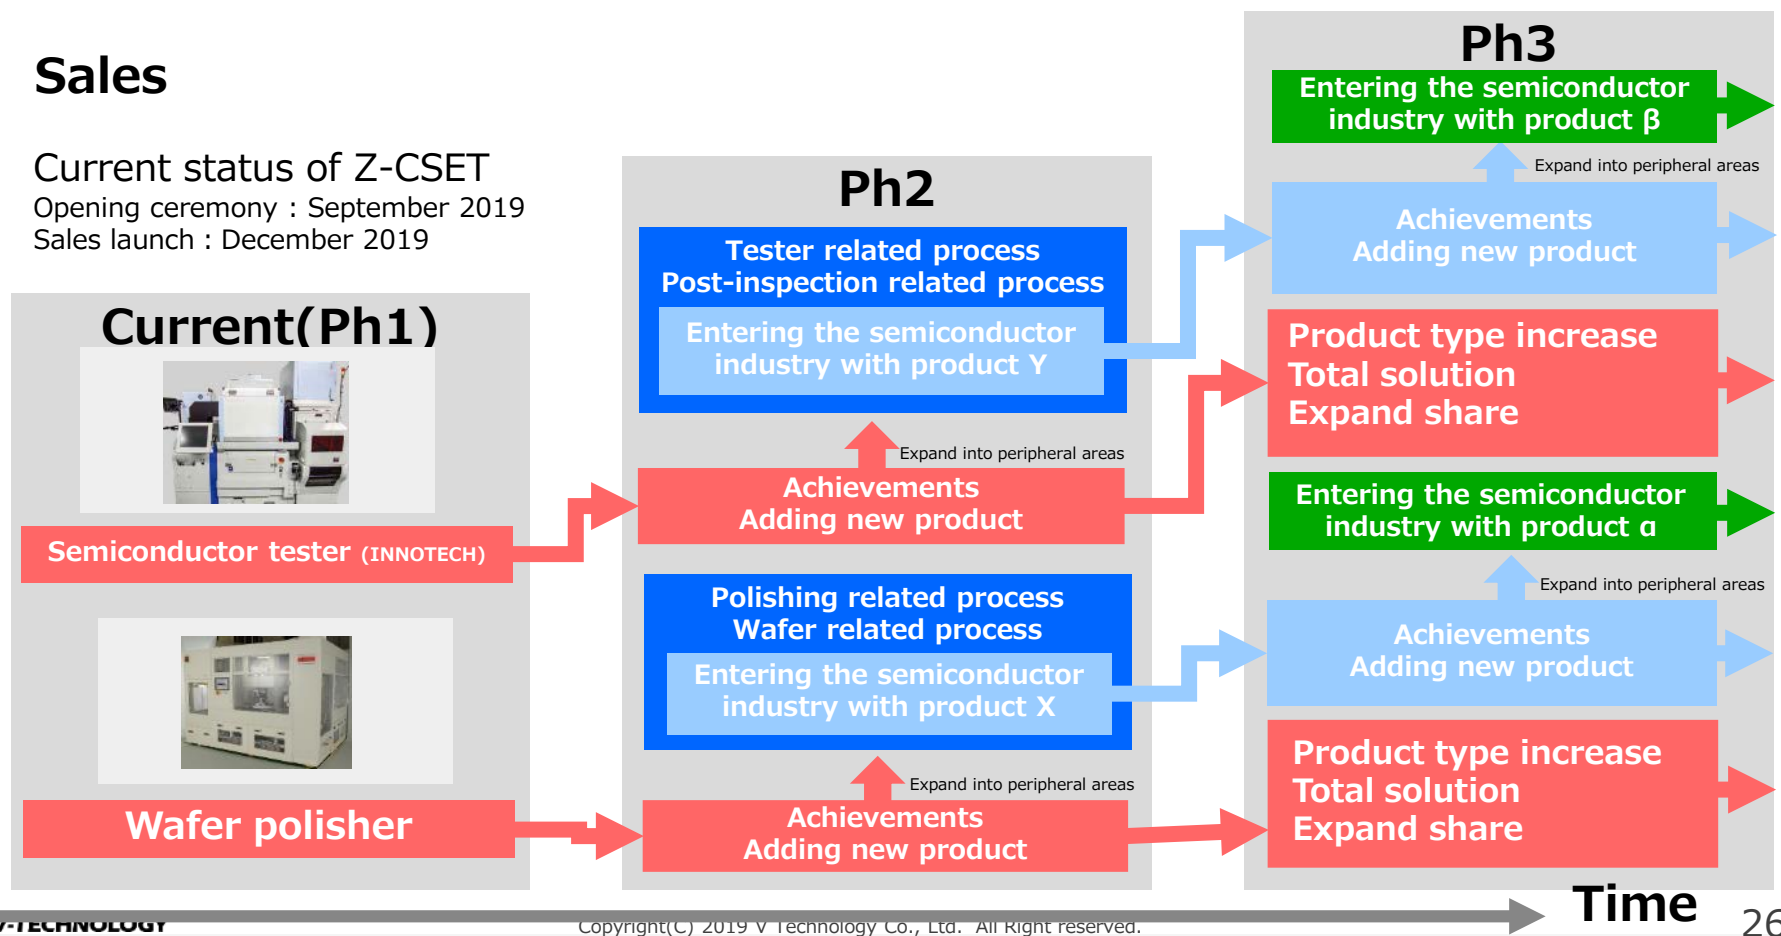 Sales
Current status of Z-CSET
Opening ceremony : September 2019
Sales launch : December 2019
Current(Ph1)
Semiconductor tester (INNOTECH)
Wafer polisher
Ph2
Tester related process
Post-inspection related process
Entering the semiconductor
industry with product Y
Expand into peripheral areas
Achievements
Adding new product
Polishing related process
Wafer related process
Entering the semiconductor
industry with product X
Expand into peripheral areas
Achievements
Adding new product
Ph3
Entering the semiconductor
industry with product β
Expand into peripheral areas
Achievements
Adding new product
Product type increase
Total solution
Expand share
Entering the semiconductor
industry with product α
Expand into peripheral areas
Achievements
Adding new product
Product type increase
Total solution
Expand share
Time
V-TECHNOLOGY
Copyright(C) 2019 V Technology Co., Ltd. All Right reserved.
26